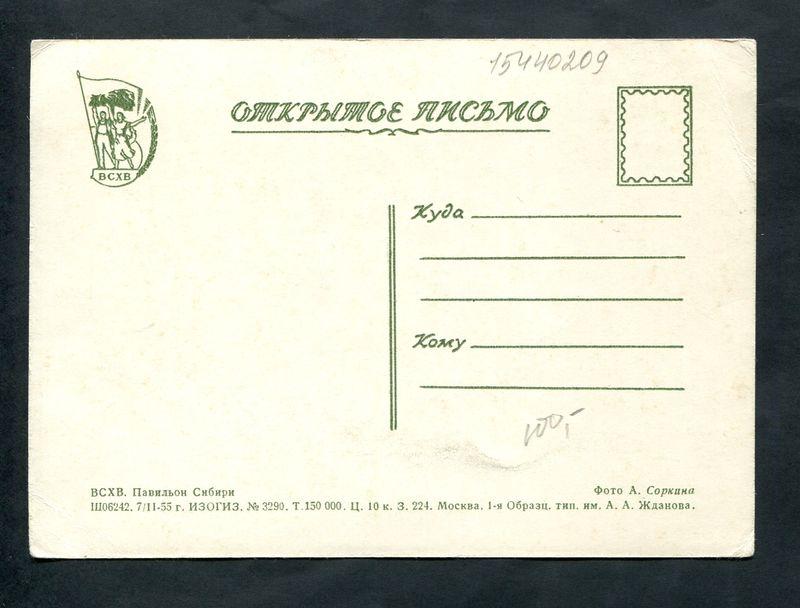 15440209
ОТКРЫТОЕ ПИСЬМО
ВСХВ
Куда
Кому
100,-
ВСХВ. Павильон Сибири
Фото А. Соркина
Ш06242. 7/II-55 г. ИЗОГИЗ. № 3290. Т. 150 000. Ц. 10 к. З. 224. Москва. 1-я Образц. тип. им. А. А. Жданова.